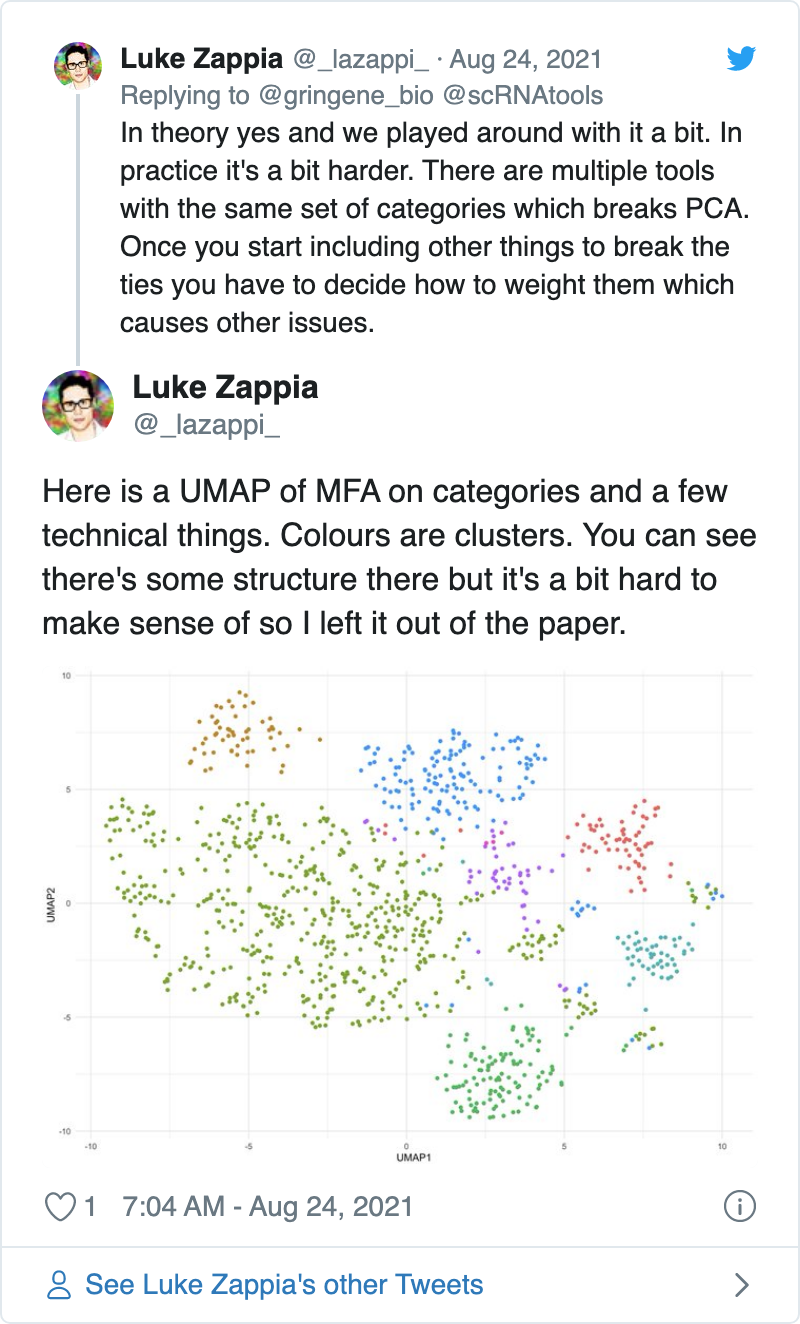 Luke Zappia @_lazappi_ · Aug 24, 2021
Replying to @gringene_bio @scRNAtools
In theory yes and we played around with it a bit. In
practice it's a bit harder. There are multiple tools
with the same set of categories which breaks PCA.
Once you start including other things to break the
ties you have to decide how to weight them which
causes other issues.
Luke Zappia
@_lazappi_
Here is a UMAP of MFA on categories and a few
technical things. Colours are clusters. You can see
there's some structure there but it's a bit hard to
make sense of so I left it out of the paper.
10
5
UMAP2
0
-5
-10
-10 -5 0 5 10
UMAP1
1 7:04 AM - Aug 24, 2021
See Luke Zappia's other Tweets